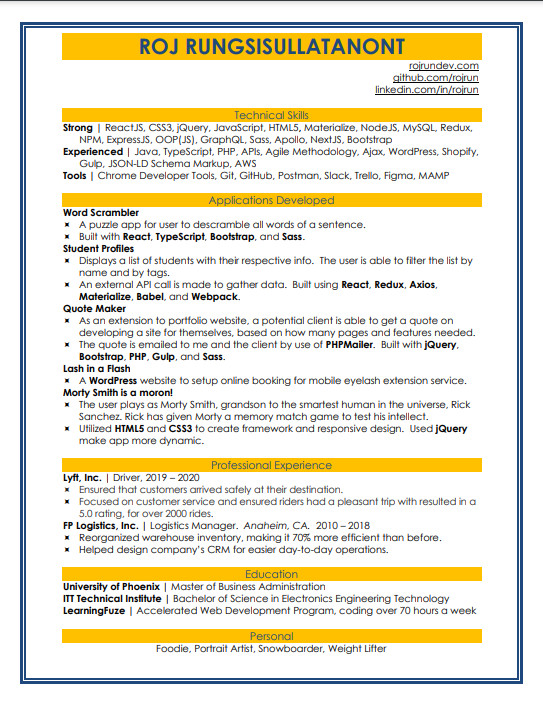 ROJ RUNGSISULLATANONT
rojrundev.com
github.com/rojrun
linkedin.com/in/rojrun
Technical Skills
Strong | ReactJS, CSS3, jQuery, JavaScript, HTML5, Materialize, NodeJS, MySQL, Redux,
NPM, ExpressJS, OOP(JS), GraphQL, Sass, Apollo, NextJS, Bootstrap
Experienced | Java, TypeScript, PHP, APIs, Agile Methodology, Ajax, WordPress, Shopify,
Gulp, JSON-LD Schema Markup, AWS
Tools | Chrome Developer Tools, Git, GitHub, Postman, Slack, Trello, Figma, MAMP
Applications Developed
Word Scrambler
A puzzle app for user to descramble all words of a sentence.
Built with React, TypeScript, Bootstrap, and Sass.
Student Profiles
Displays a list of students with their respective info. The user is able to filter the list by
name and by tags.
An external API call is made to gather data. Built using React, Redux, Axios,
Materialize, Babel, and Webpack.
Quote Maker
As an extension to portfolio website, a potential client is able to get a quote on
developing a site for themselves, based on how many pages and features needed.
The quote is emailed to me and the client by use of PHPMailer. Built with jQuery,
Bootstrap, PHP, Gulp, and Sass.
Lash in a Flash
A WordPress website to setup online booking for mobile eyelash extension service.
Morty Smith is a moron!
The user plays as Morty Smith, grandson to the smartest human in the universe, Rick
Sanchez. Rick has given Morty a memory match game to test his intellect.
Utilized HTML5 and CSS3 to create framework and responsive design. Used jQuery
make app more dynamic.
Professional Experience
Lyft, Inc. | Driver, 2019 – 2020
Ensured that customers arrived safely at their destination.
Focused on customer service and ensured riders had a pleasant trip with resulted in a
5.0 rating, for over 2000 rides.
FP Logistics, Inc. | Logistics Manager. Anaheim, CA. 2010 – 2018
Reorganized warehouse inventory, making it 70% more efficient than before.
Helped design company's CRM for easier day-to-day operations.
Education
University of Phoenix | Master of Business Administration
ITT Technical Institute | Bachelor of Science in Electronics Engineering Technology
LearningFuze | Accelerated Web Development Program, coding over 70 hours a week
Personal
Foodie, Portrait Artist, Snowboarder, Weight Lifter